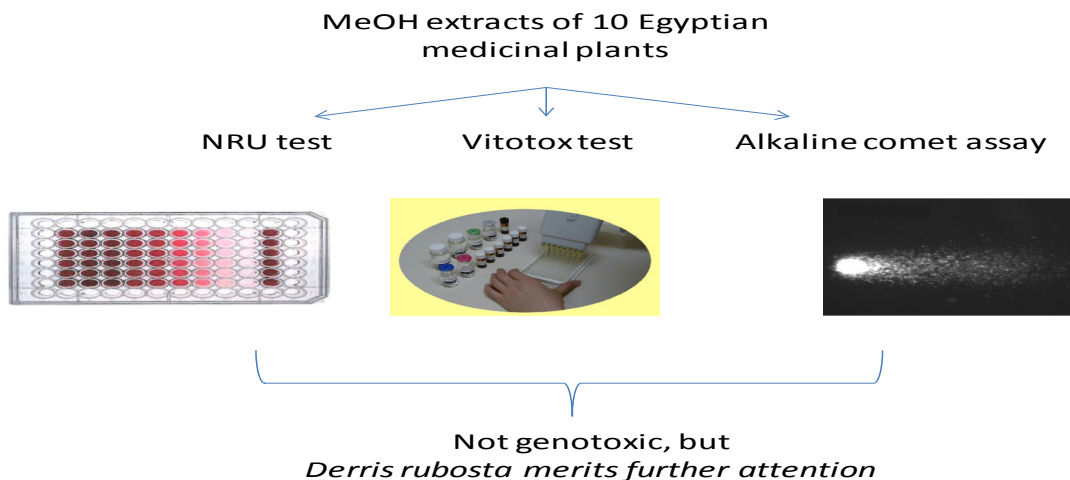 MeOH extracts of 10 Egyptian
medicinal plants
NRU test
Vitotox test
Alkaline comet assay
Not genotoxic, but
Derris rubosta merits further attention